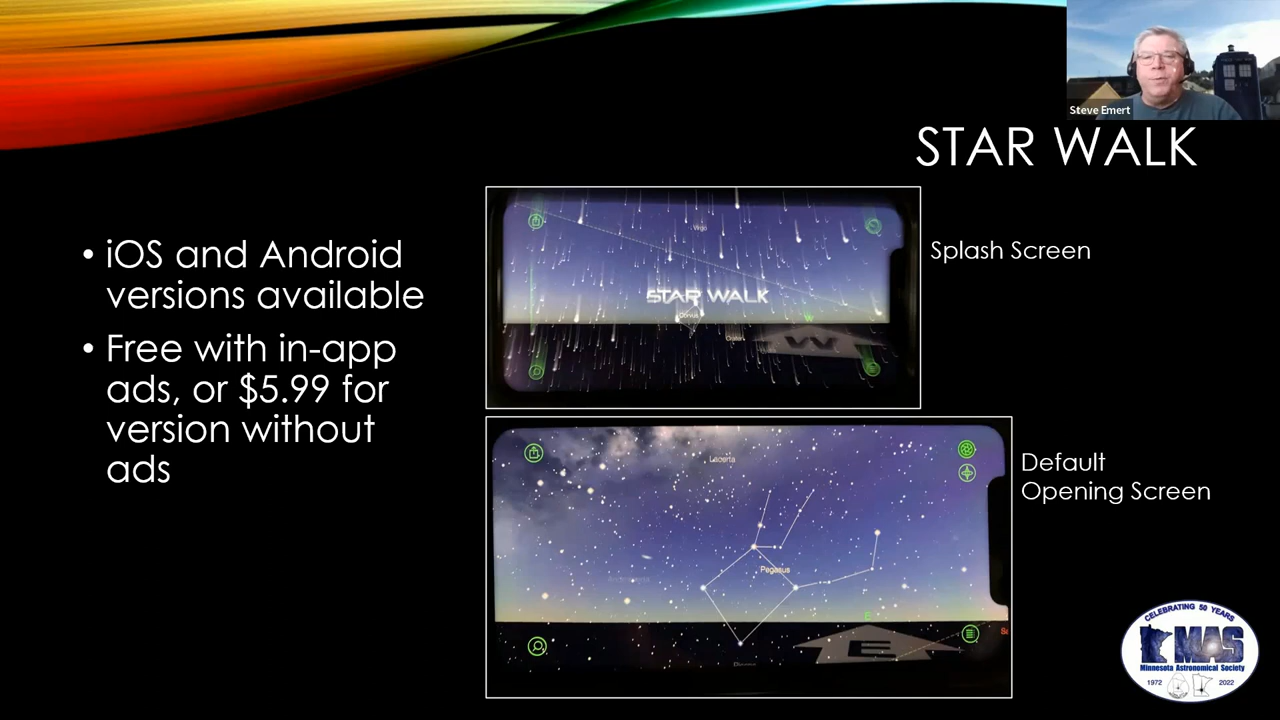 Steve Emert
STAR WALK
• iOS and Android
versions available
• Free with in-app
ads, or $5.99 for
version without
ads
STAR WALK
W
W
Splash Screen
Lacerta
Pegasus
Andromeda
E
E
Default
Opening Screen
CELEBRATING 50 YEARS
MAS
Minnesota Astronomical Society
1972
2022